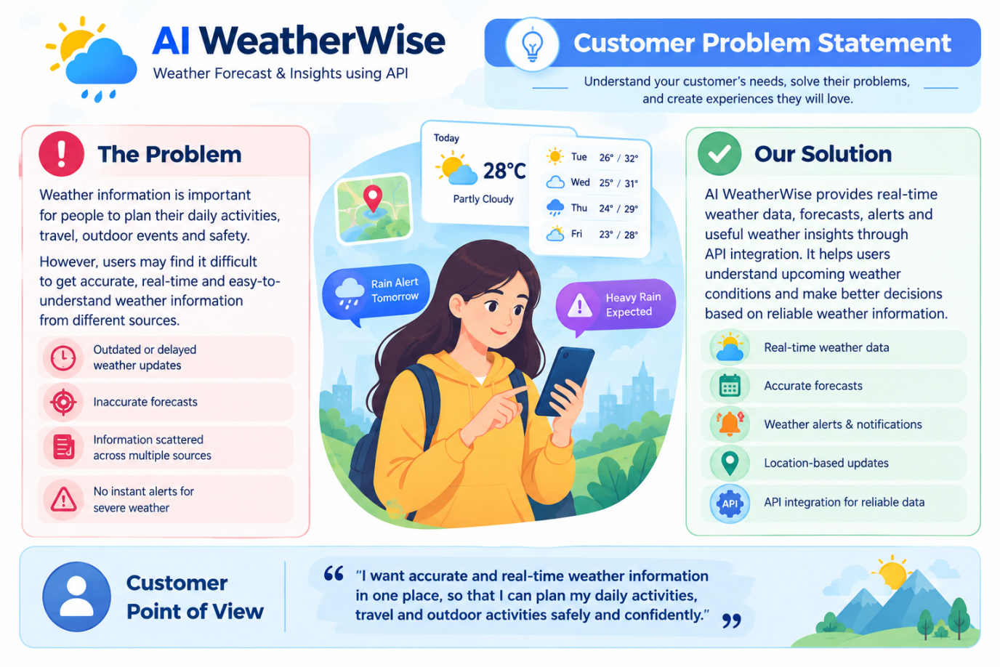 AI WeatherWise
Weather Forecast & Insights using API
Customer Problem Statement
Understand your customer's needs, solve their problems,
and create experiences they will love.
The Problem
Weather information is important
for people to plan their daily activities,
travel, outdoor events and safety.
However, users may find it difficult
to get accurate, real-time and easy-to-
understand weather information
from different sources.
Outdated or delayed
weather updates
Inaccurate forecasts
Information scattered
across multiple sources
No instant alerts for
severe weather
Today
28°C
Partly Cloudy
Tue 26° / 32°
Wed 25° / 31°
Thu 24° / 29°
Fri 23° / 28°
Rain Alert
Tomorrow
Heavy Rain
Expected
Our Solution
AI WeatherWise provides real-time
weather data, forecasts, alerts and
useful weather insights through
API integration. It helps users
understand upcoming weather
conditions and make better decisions
based on reliable weather information.
Real-time weather data
Accurate forecasts
Weather alerts & notifications
Location-based updates
API
API integration for reliable data
Customer
Point of View
"I want accurate and real-time weather information
in one place, so that I can plan my daily activities,
travel and outdoor activities safely and confidently."